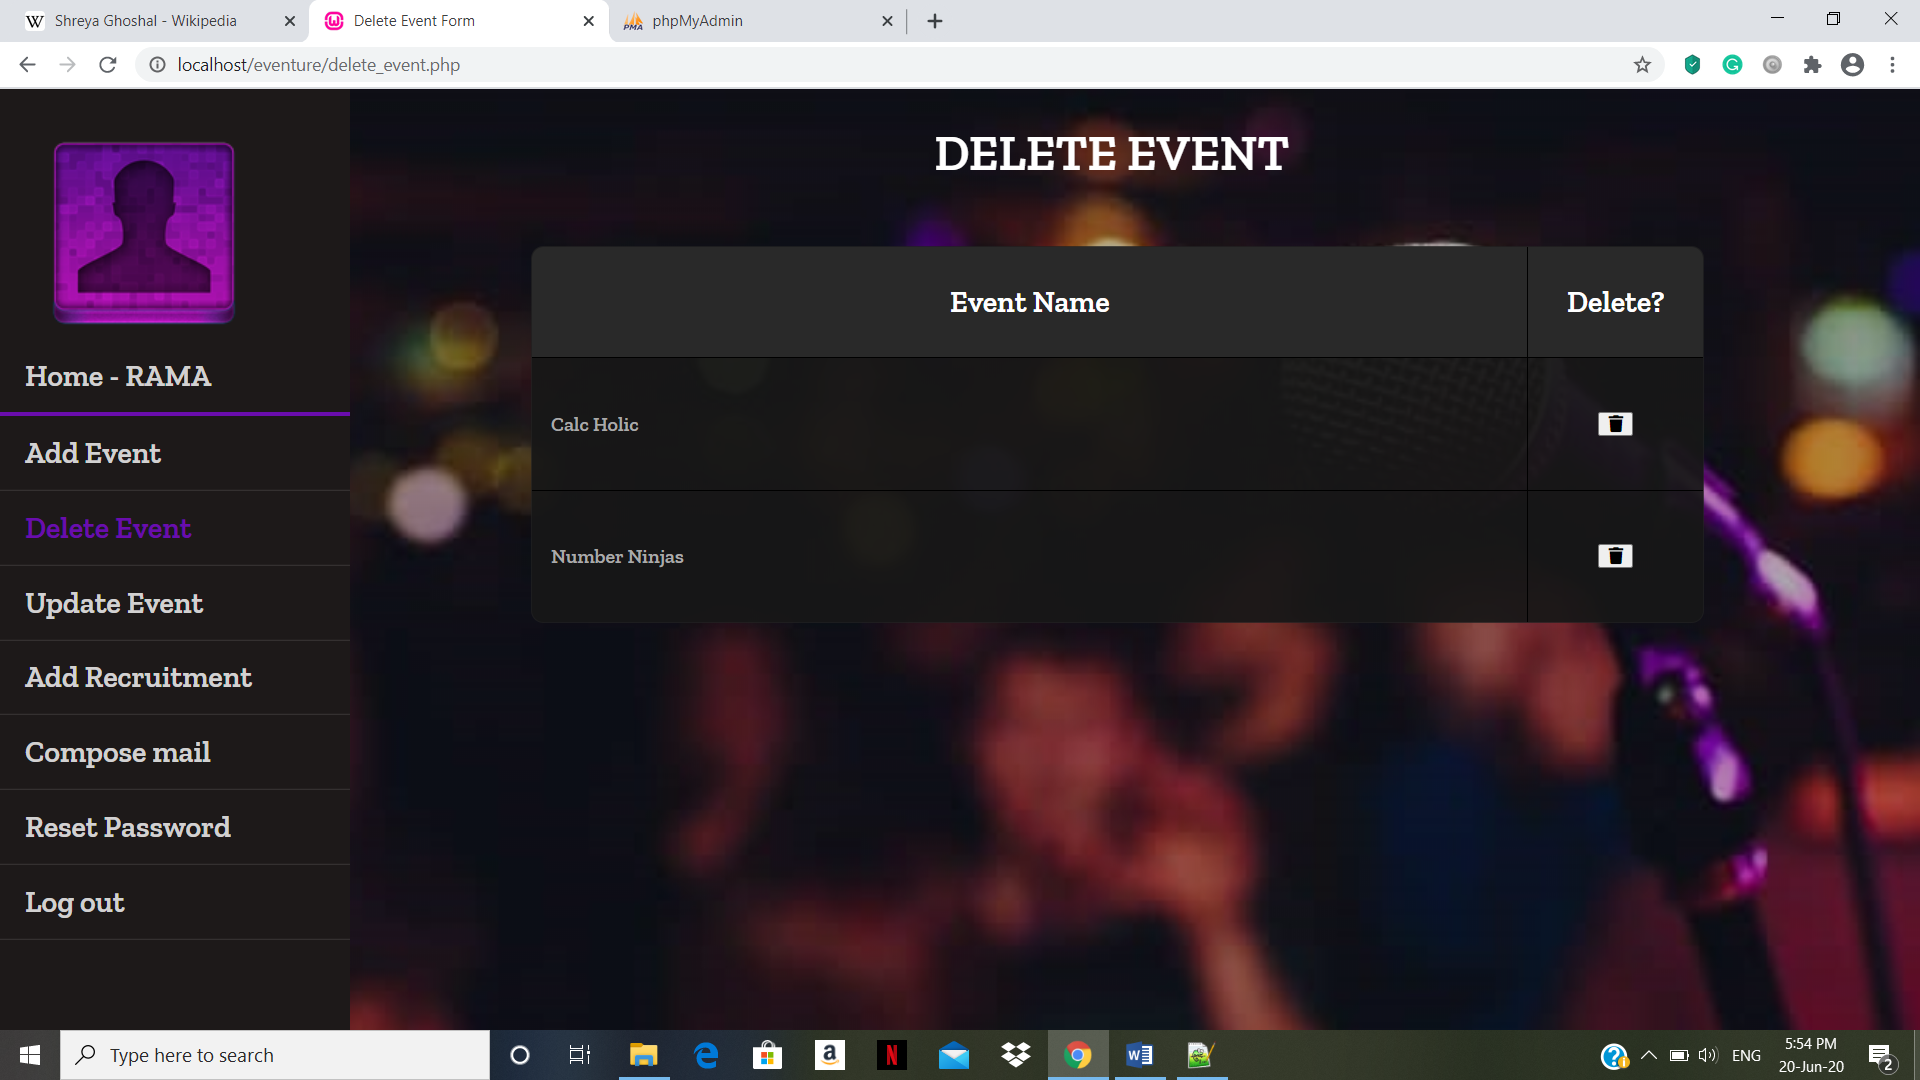 Shreya Ghoshal - Wikipedia
Delete Event Form
phpMyAdmin
localhost/eventure/delete_event.php
DELETE EVENT
Home - RAMA
Add Event
Delete Event
Update Event
Add Recruitment
Compose mail
Reset Password
Log out
Event Name
Delete?
Calc Holic
Number Ninjas
Type here to search
ENG
5:54 PM
20-Jun-20
2